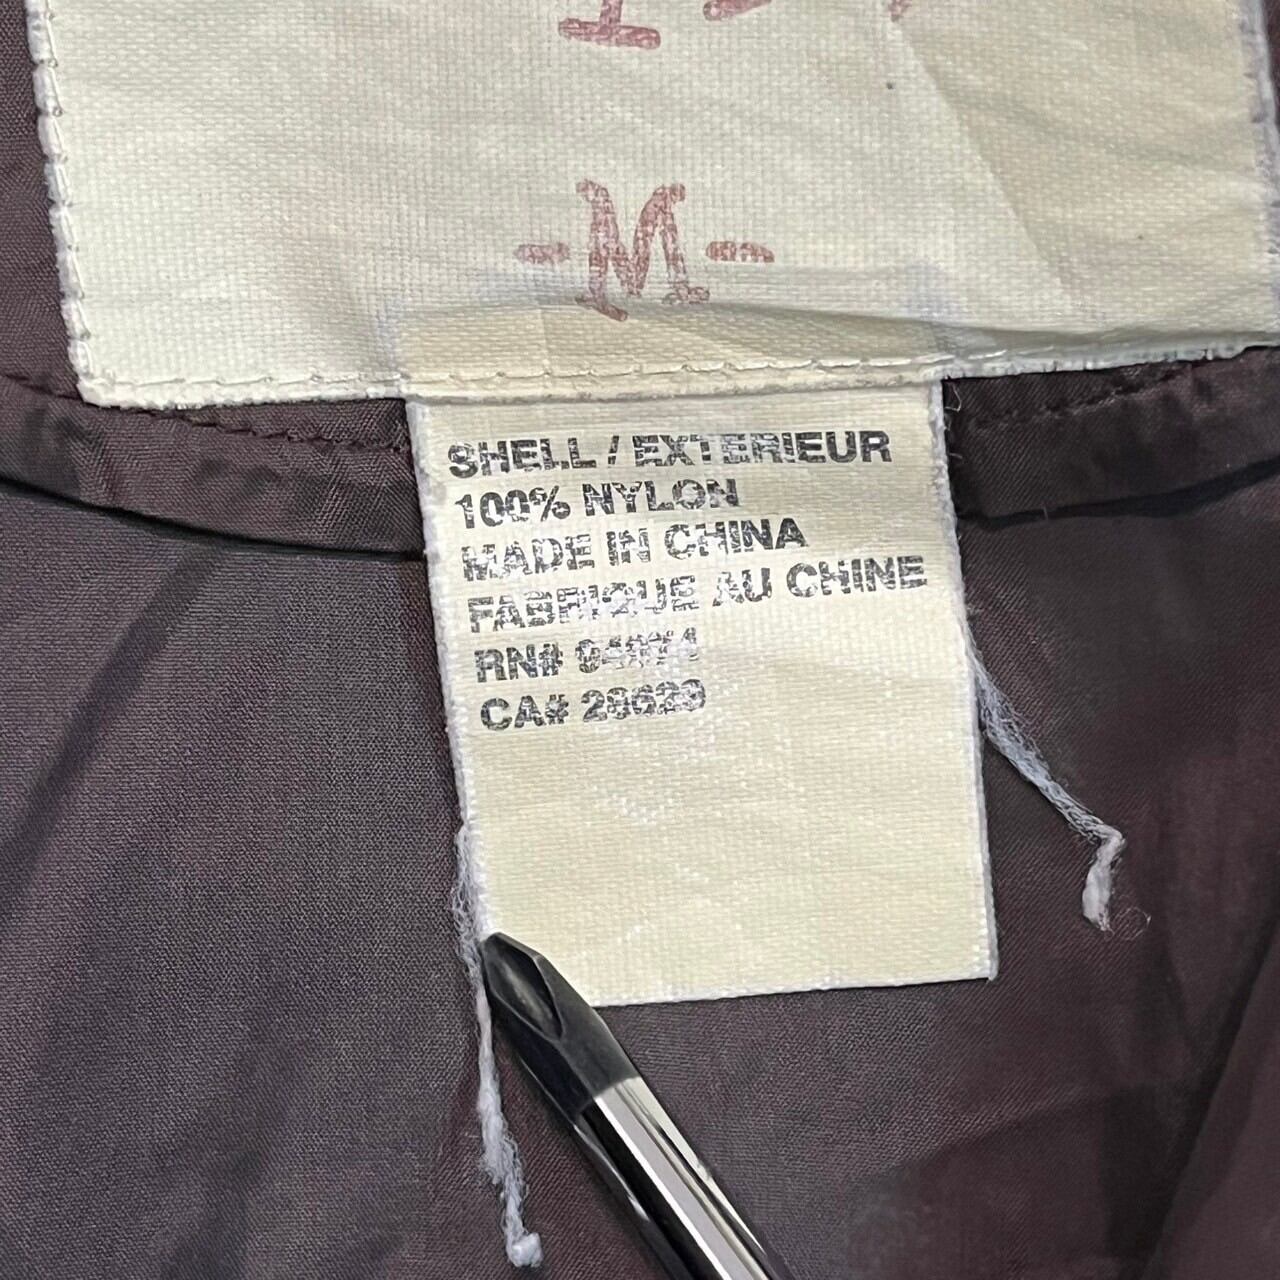 -M-
SHELL / EXTERIEUR
100% NYLON
MADE IN CHINA
FABRIQUE AU CHINE
RN#
CA# 28629